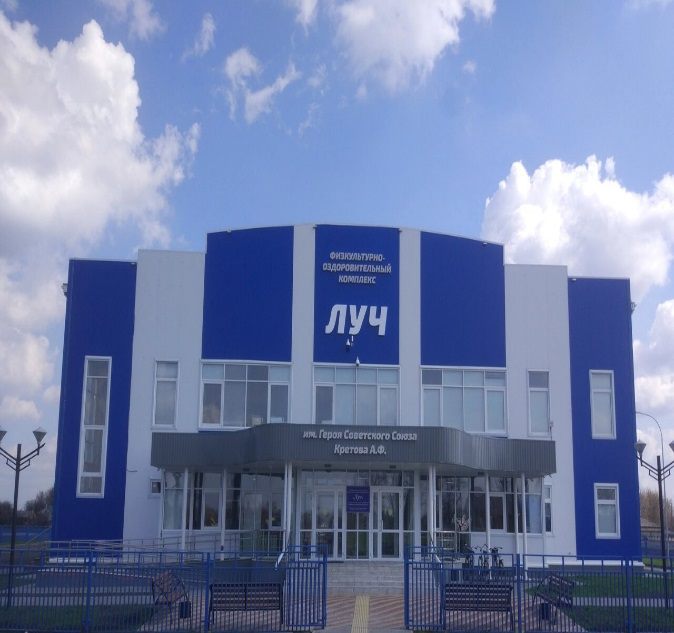 ФИЗКУЛЬТУРНО-
ОЗДОРОВИТЕЛЬНЫЙ
КОМПЛЕКС
ЛУЧ
им. Героя Советского Союза
Кретова А.Ф.